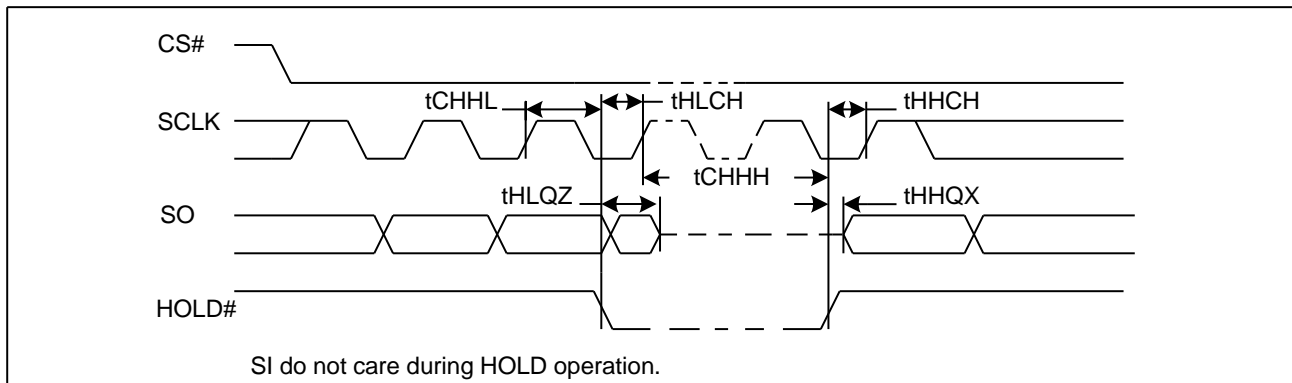 CS#
tCHHL
tHLCH
tHHCH
SCLK
tCHHH
tHLQZ
tHHQX
SO
HOLD#
SI do not care during HOLD operation.